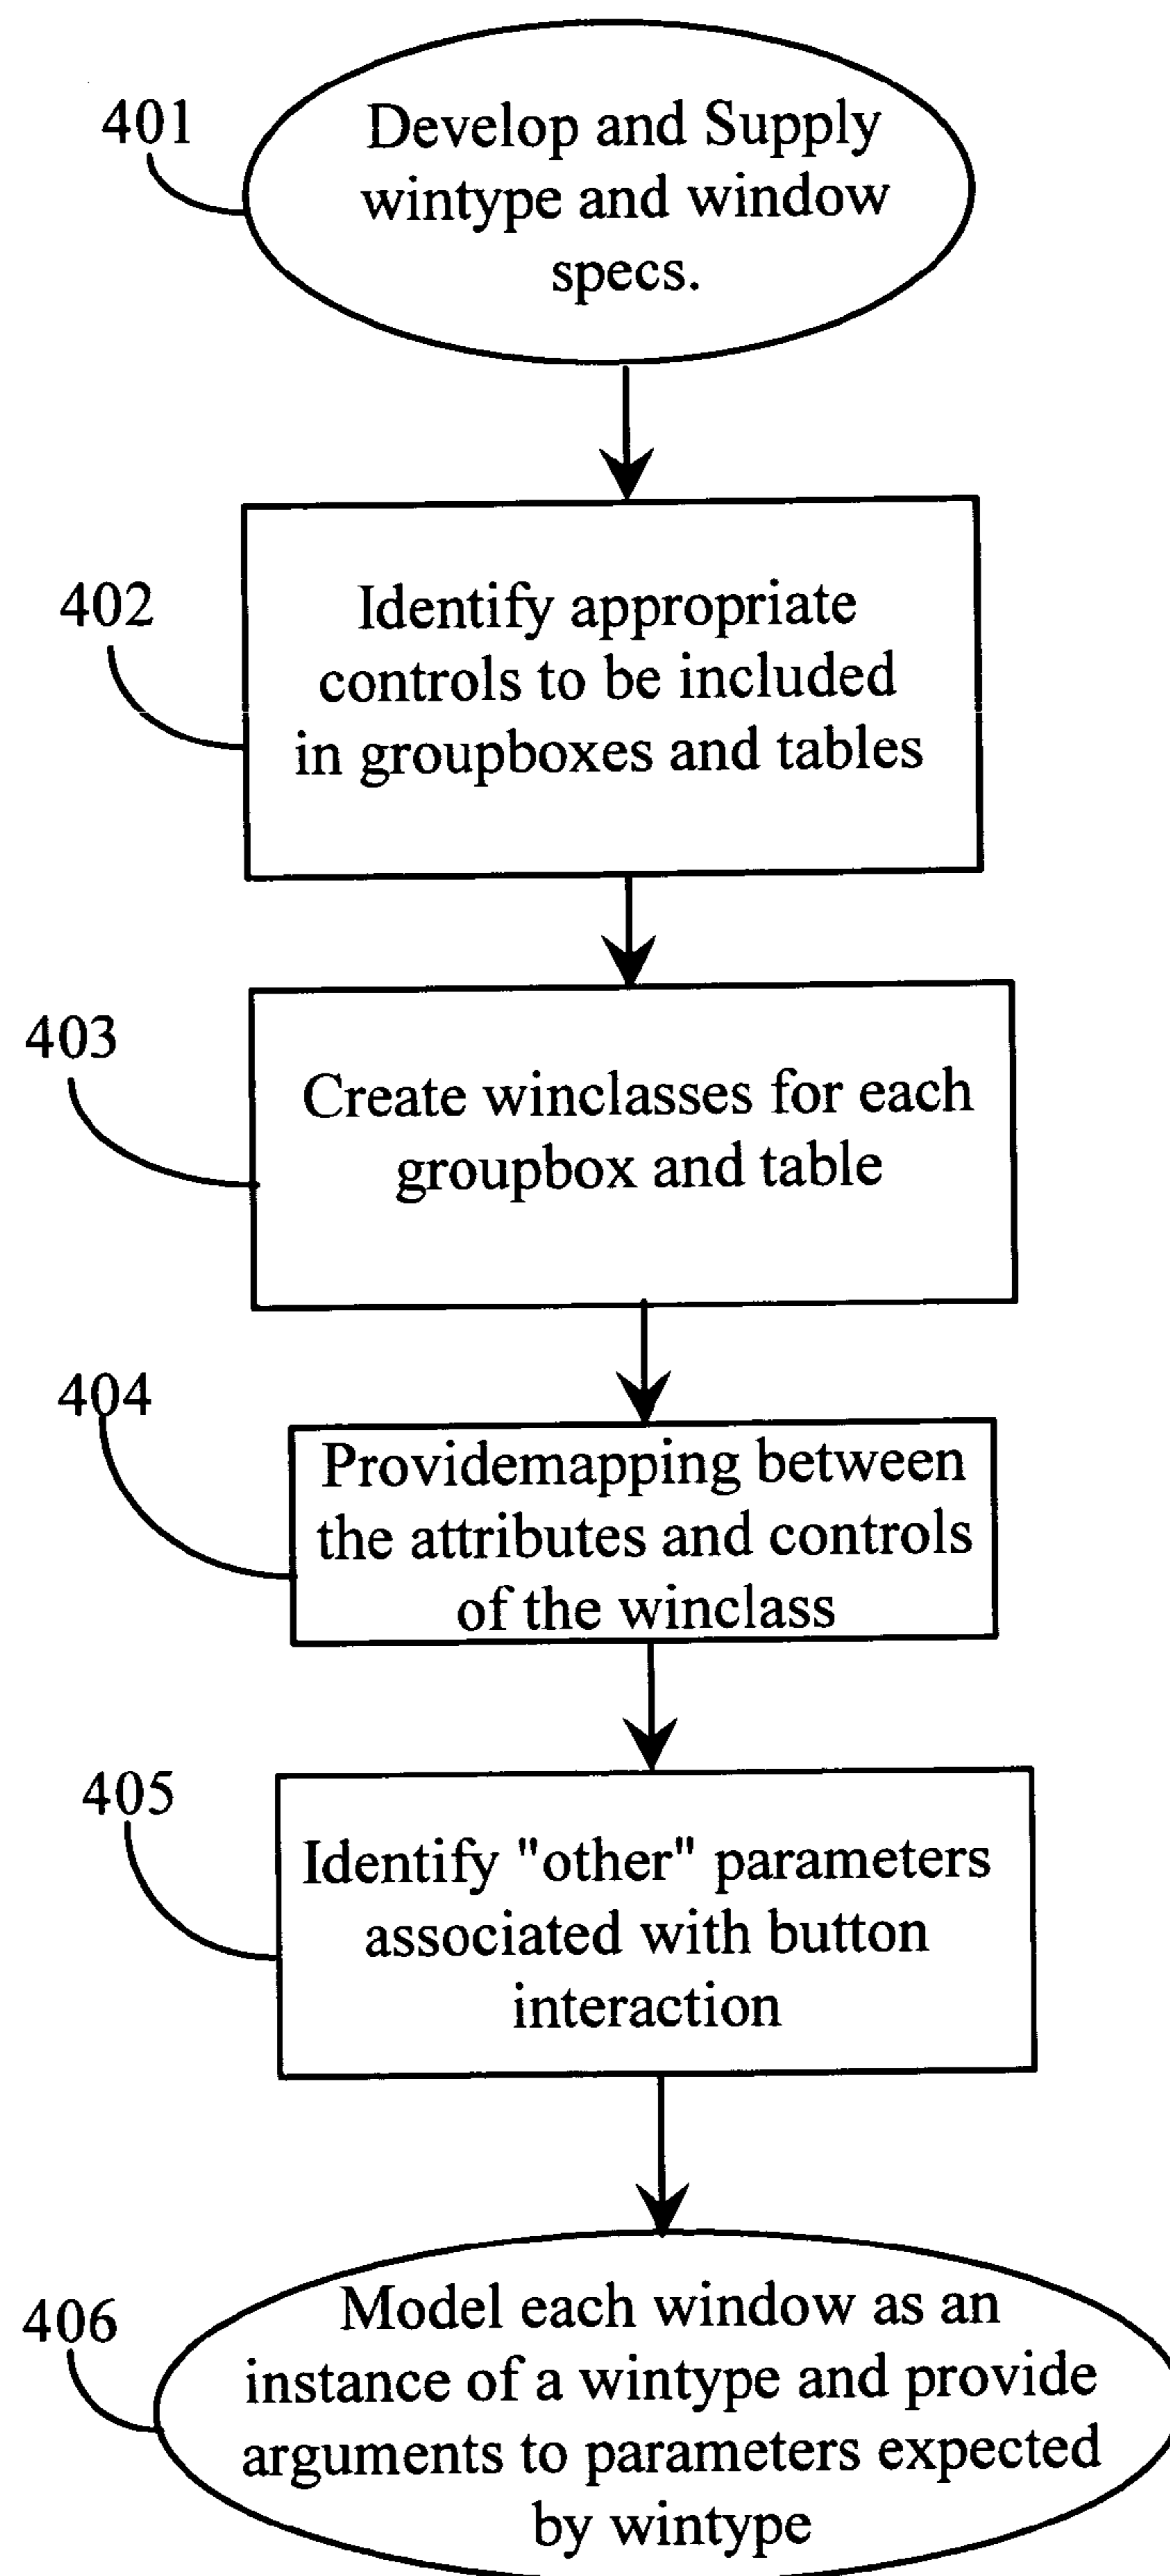 401
Develop and Supply
wintype and window
specs.
402
Identify appropriate
controls to be included
in groupboxes and tables
403
Create winclasses for each
groupbox and table
404
Providemapping between
the attributes and controls
of the winclass
405
Identify "other" parameters
associated with button
interaction
406
Model each window as an
instance of a wintype and provide
arguments to parameters expected
by wintype